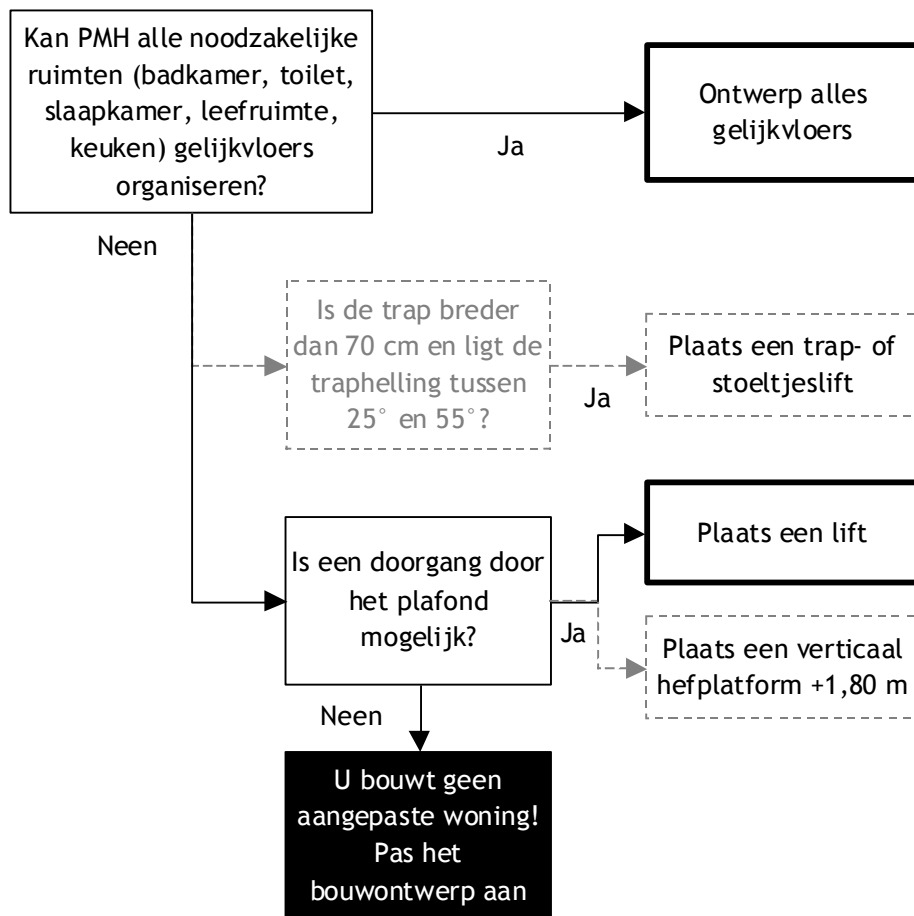 Kan PMH alle noodzakelijke
ruimten (badkamer, toilet,
slaapkamer, leefruimte,
keuken) gelijkvloers
organiseren?
Ja
Ontwerp alles
gelijkvloers
Neen
Is de trap breder
dan 70 cm en ligt de
traphelling tussen
25° en 55°?
Ja
Plaats een trap- of
stoeltjeslift
Is een doorgang door
het plafond
mogelijk?
Ja
Plaats een lift
Plaats een verticaal
hefplatform +1,80 m
Neen
U bouwt geen
aangepaste woning!
Pas het
bouwontwerp aan